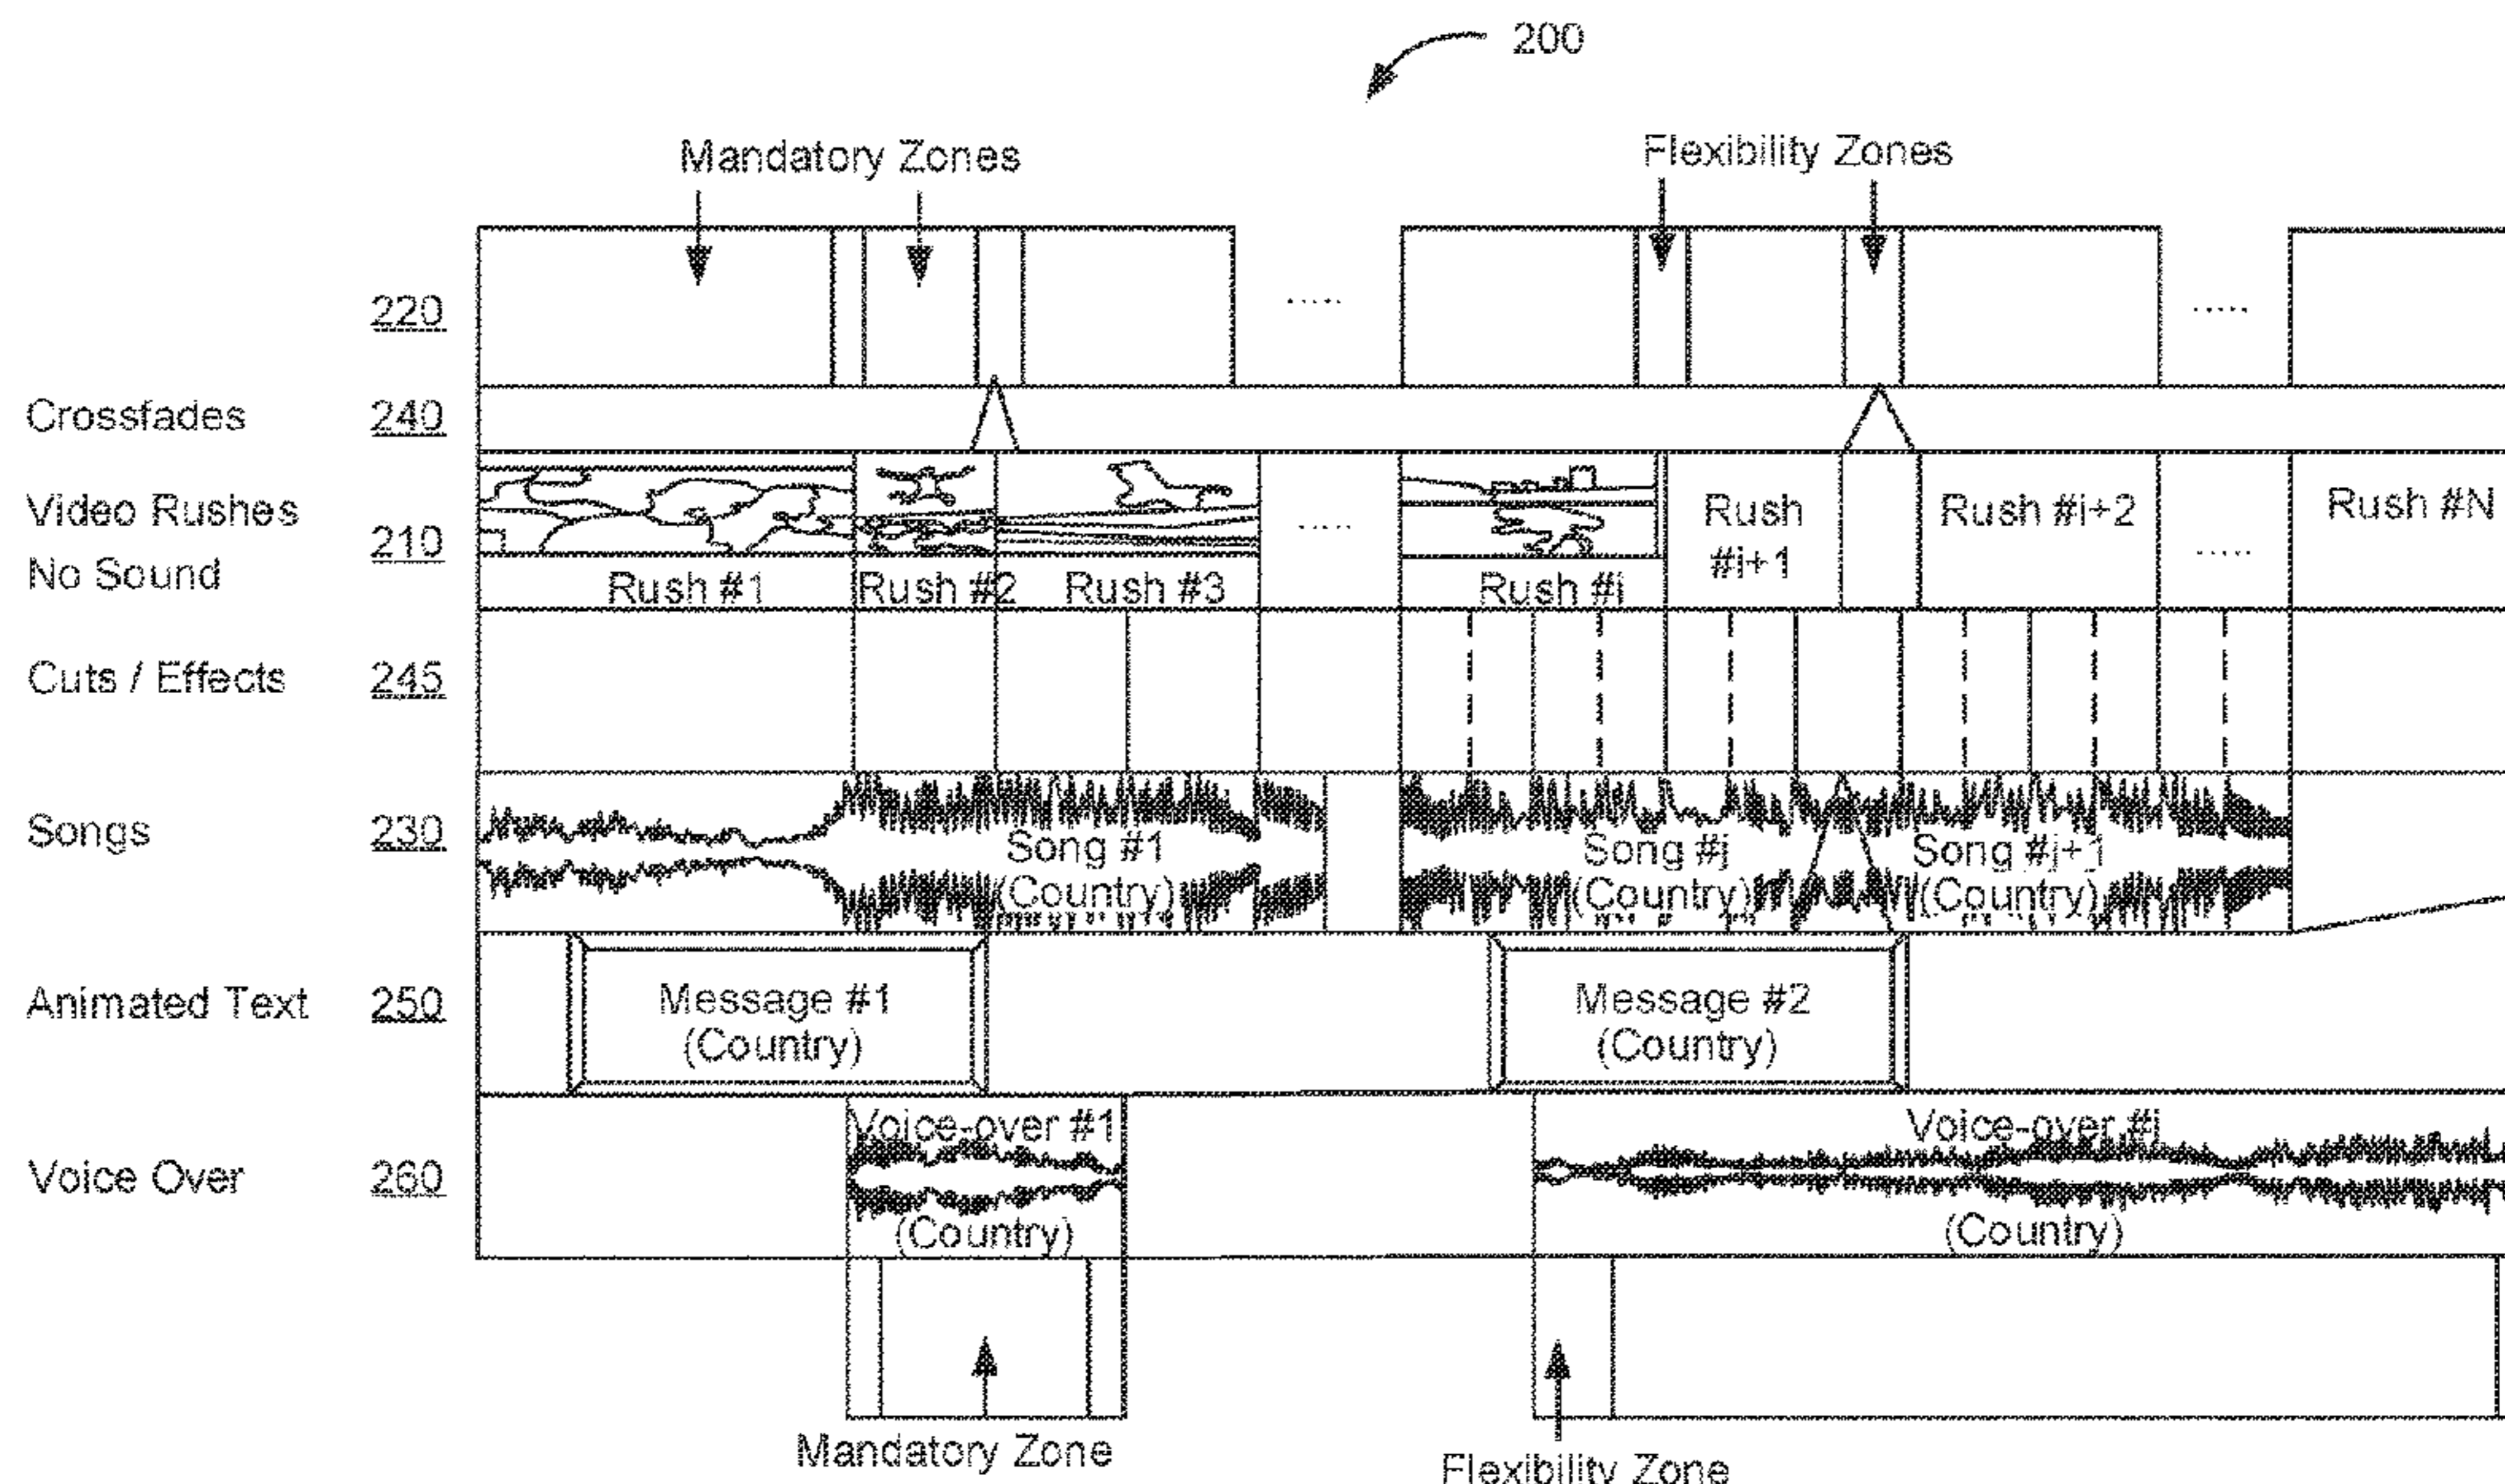 200
Mandatory Zones
Flexibility Zones
220
.....
.....
Crossfades 240
Video Rushes
No Sound
210
Rush #1
Rush #2
Rush #3
.....
Rush #i
Rush
#i+1
Rush #i+2
.....
Rush #N
Cuts / Effects 245
Songs 230
Song #1
(Country)
Song #j
(Country)
Song #j+1
(Country)
Animated Text 250
Message #1
(Country)
Message #2
(Country)
Voice Over 260
Voice-over #1
(Country)
Voice-over #i
(Country)
Mandatory Zone
Flexibility Zone